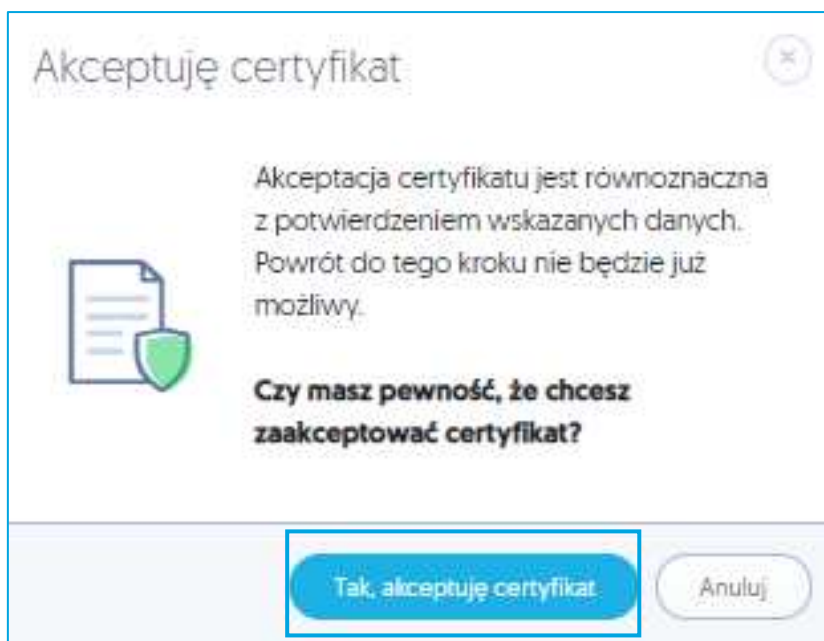 Akceptuję certyfikat
Akceptacja certyfikatu jest równoznaczna
z potwierdzeniem wskazanych danych.
Powrót do tego kroku nie będzie już
możliwy.
Czy masz pewność, że chcesz
zaakceptować certyfikat?
Tak, akceptuję certyfikat
Anuluj